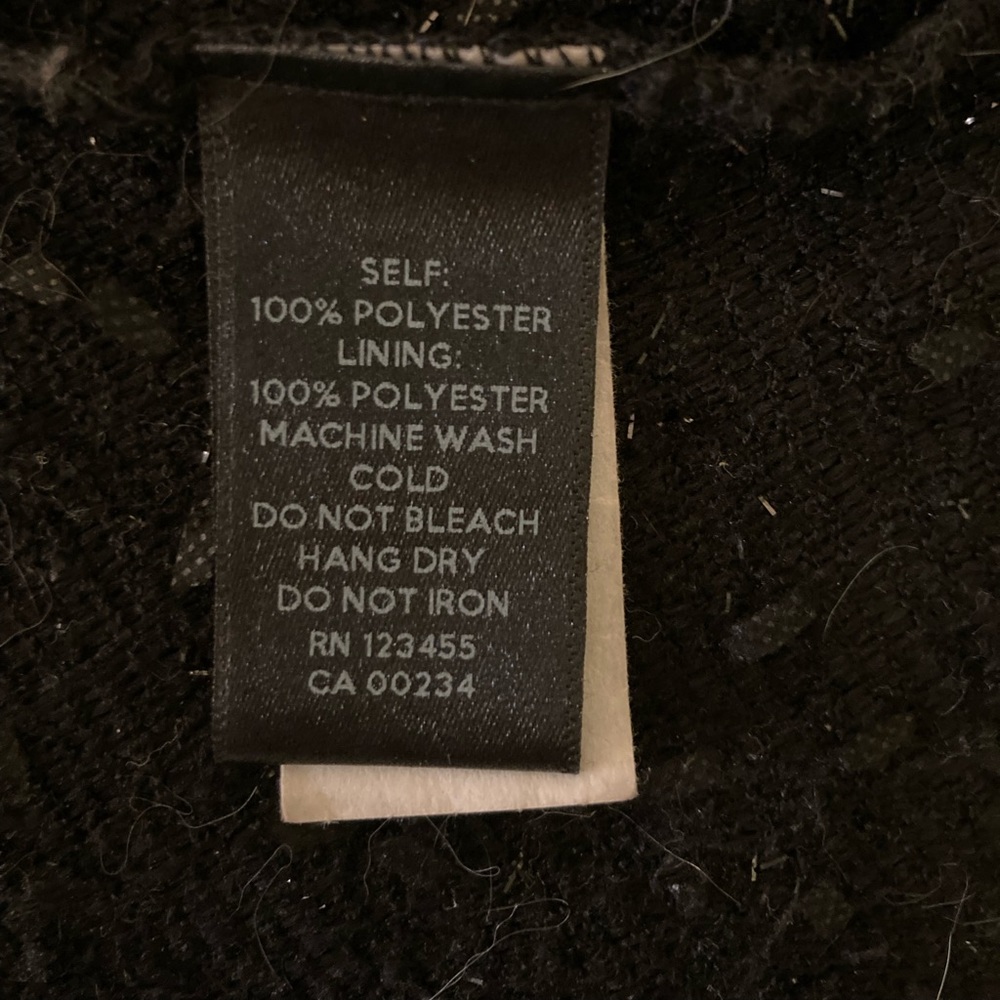 SELF:
100% POLYESTER
LINING:
100% POLYESTER
MACHINE WASH
COLD
DO NOT BLEACH
HANG DRY
DO NOT IRON
RN 123455
CA 00234